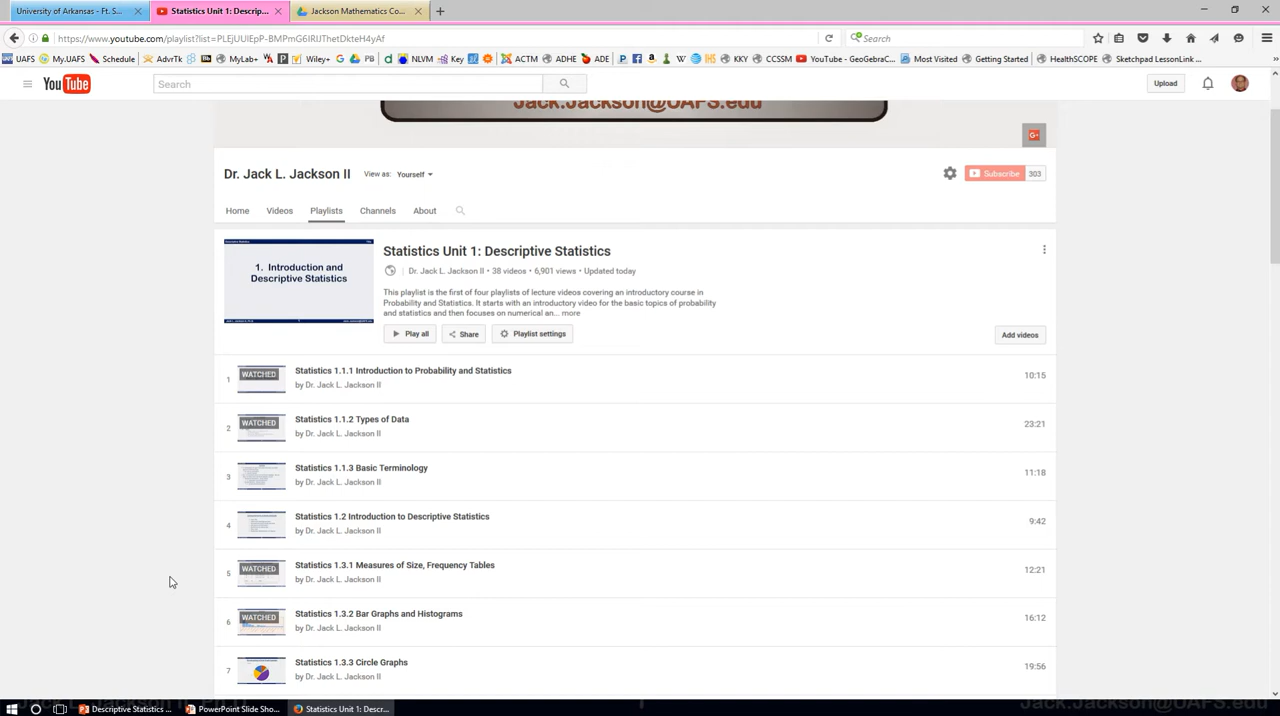 University of Arkansas - Ft. S...
Statistics Unit 1: Descrip...
Jackson Mathematics Co...
https://www.youtube.com/playlist?list=PLEjUUlEpP-BMPmG6IRlJThetDkteH4yAf
Search
UAFS
My.UAFS
Schedule
AdvrTk
MyLab+
Wiley+
PB
NLVM
Key
ACTM
ADHE
ADE
KKY
CCSSM
YouTube - GeoGebraC...
Most Visited
Getting Started
HealthSCOPE
Sketchpad LessonLink...
YouTube
Search
Upload
Jack.Jackson@UAFS.edu
Dr. Jack L. Jackson II
View as: Yourself
Subscribe 303
Home Videos Playlists Channels About
1. Introduction and
Descriptive Statistics
Statistics Unit 1: Descriptive Statistics
Dr. Jack L. Jackson II • 38 videos • 6,901 views • Updated today
This playlist is the first of four playlists of lecture videos covering an introductory course in
Probability and Statistics. It starts with an introductory video for the basic topics of probability
and statistics and then focuses on numerical an... more
Play all
Share
Playlist settings
Add videos
1 WATCHED Statistics 1.1.1 Introduction to Probability and Statistics 10:15
by Dr. Jack L. Jackson II
2 WATCHED Statistics 1.1.2 Types of Data 23:21
by Dr. Jack L. Jackson II
3 Statistics 1.1.3 Basic Terminology 11:18
by Dr. Jack L. Jackson II
4 Statistics 1.2 Introduction to Descriptive Statistics 9:42
by Dr. Jack L. Jackson II
5 WATCHED Statistics 1.3.1 Measures of Size, Frequency Tables 12:21
by Dr. Jack L. Jackson II
6 WATCHED Statistics 1.3.2 Bar Graphs and Histograms 16:12
by Dr. Jack L. Jackson II
7 Statistics 1.3.3 Circle Graphs 19:56
by Dr. Jack L. Jackson II
Descriptive Statistics ...
PowerPoint Slide Sho...
Statistics Unit 1: Descr...
Jack.Jackson@UAFS.edu